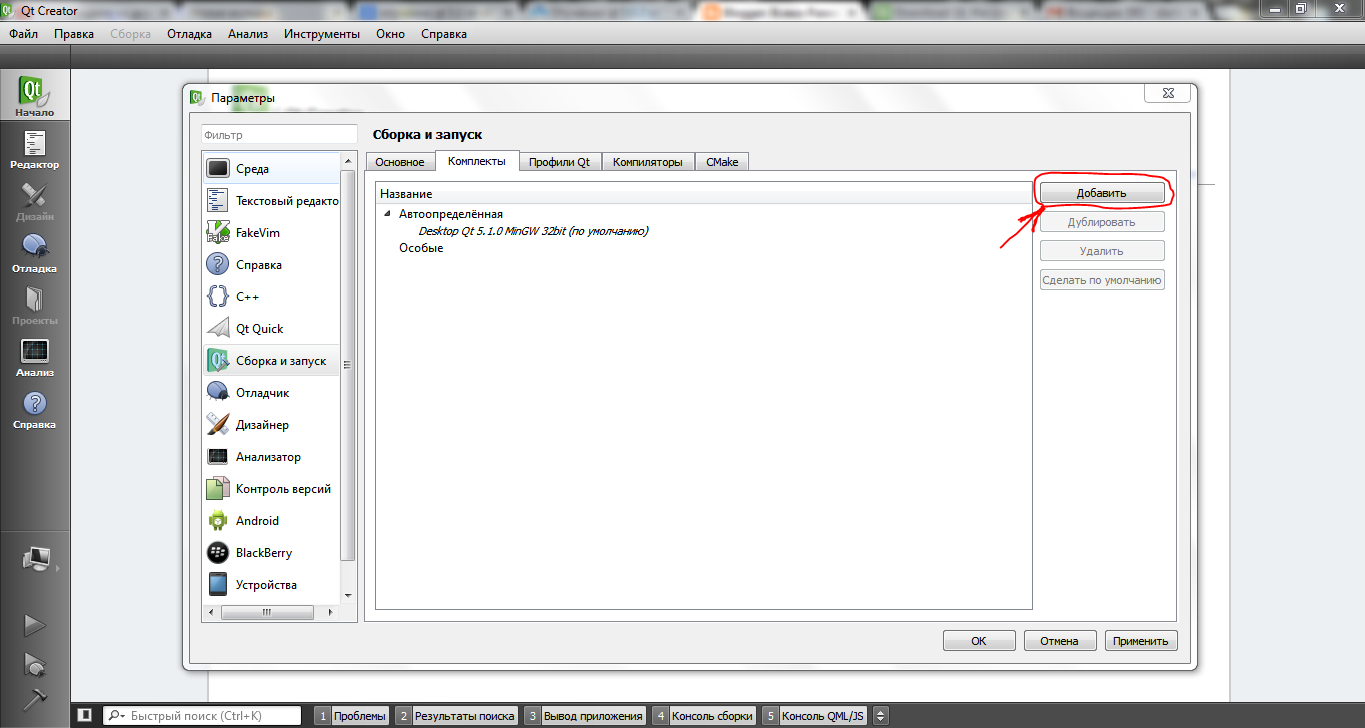 Qt Creator
Файл Правка Сборка Отладка Анализ Инструменты Окно Справка
Начало
Редактор
Дизайн
Отладка
Проекты
Анализ
Справка
Параметры
Фильтр
Среда
Текстовый редакто
FakeVim
Справка
C++
Qt Quick
Сборка и запуск
Отладчик
Дизайнер
Анализатор
Контроль версий
Android
BlackBerry
Устройства
Сборка и запуск
Основное Комплекты Профили Qt Компиляторы CMake
Название
Автоопределённая
Desktop Qt 5.1.0 MinGW 32bit (по умолчанию)
Особые
Добавить
Дублировать
Удалить
Сделать по умолчанию
OK Отмена Применить
Быстрый поиск (Ctrl+K) 1 Проблемы 2 Результаты поиска 3 Вывод приложения 4 Консоль сборки 5 Консоль QML/JS